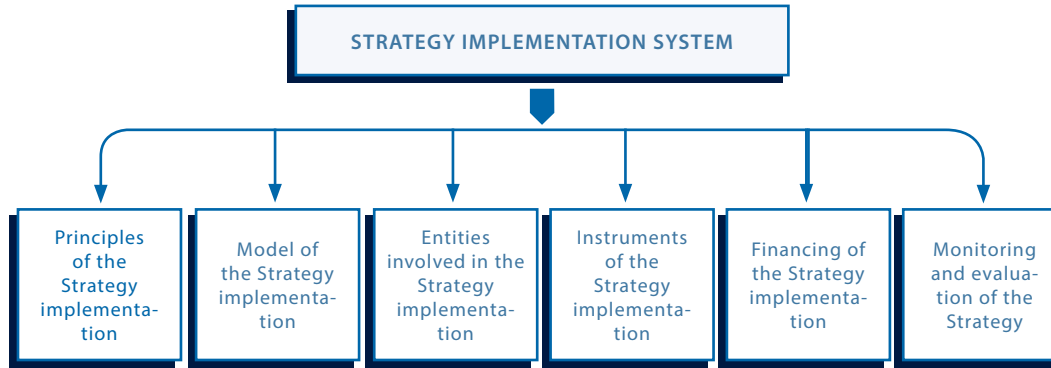 STRATEGY IMPLEMENTATION SYSTEM
Principles
of the
Strategy
implementa-
tion
Model of
the Strategy
implementa-
tion
Entities
involved in the
Strategy
implementa-
tion
Instruments
of the
Strategy
implementa-
tion
Financing of
the Strategy
implementa-
tion
Monitoring
and evalua-
tion of the
Strategy